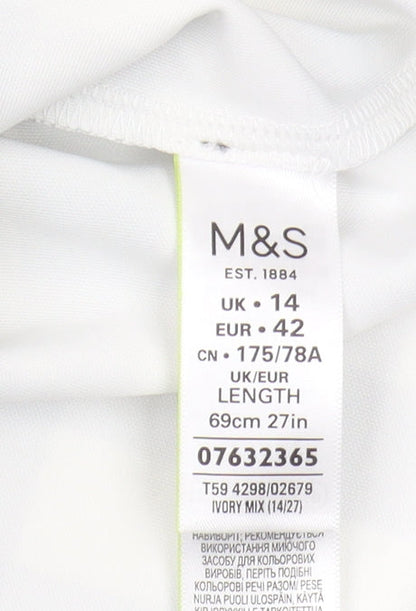 M&S
EST. 1884
UK • 14
EUR • 42
CN • 175/78A
UK/EUR
LENGTH
69cm 27in
07632365
T59 4298/02679
IVORY MIX (14/27)
НАВИВОРІТ; РЕКОМЕНДУЄТЬСЯ
ВИКОРИСТАННЯ МИЮЧОГО
ЗАСОБУ ДЛЯ КОЛЬОРОВИХ
ВИРОБІВ, ПЕРІТЬ ПОДІБНІ
КОЛЬОРОВІ РЕЧІ РАЗОМ/ PESE
NURJA PUOLI ULOSPÄIN, KÄYTÄ